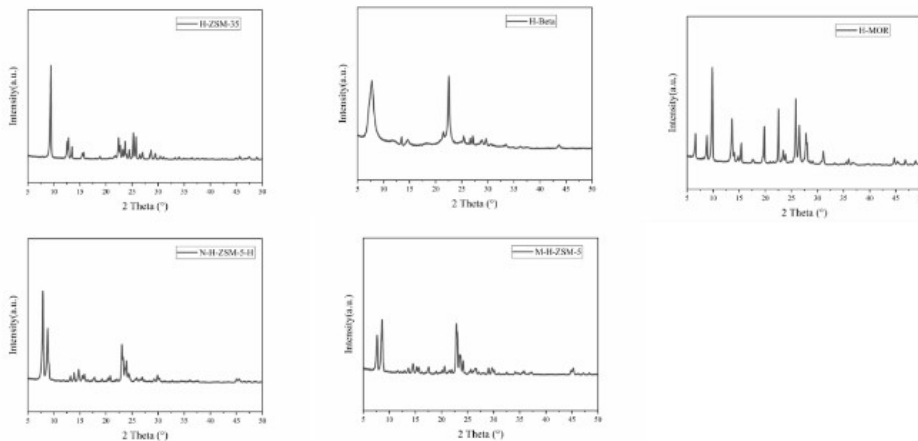 H-ZSM-35
Intensity(a.u.)
5 10 15 20 25 30 35 40 45 50
2 Theta (°)
H-Beta
Intensity(a.u.)
5 10 15 20 25 30 35 40 45 50
2 Theta (°)
H-MOR
Intensity(a.u.)
5 10 15 20 25 30 35 40 45
2 Theta (°)
N-H-ZSM-5-H
Intensity(a.u.)
5 10 15 20 25 30 35 40 45 50
2 Theta (°)
M-H-ZSM-5
Intensity(a.u.)
5 10 15 20 25 30 35 40 45 50
2 Theta (°)